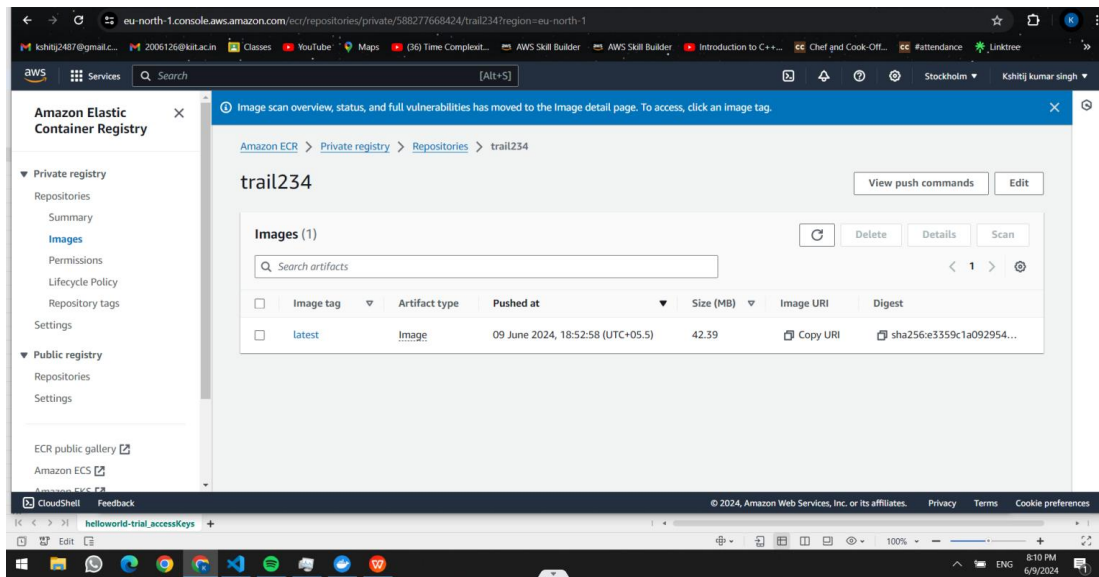 eu-north-1.console.aws.amazon.com/ecr/repositories/private/588277668424/trail234?region=eu-north-1
K
kshitij2487@gmail.c... 2006126@kiit.ac.in Classes YouTube Maps (36) Time Complexit... AWS Skill Builder AWS Skill Builder Introduction to C++... CC Chef and Cook-Off... CC #attendance Linktree »
aws Services Search [Alt+S] Stockholm ▼ Kshitij kumar singh ▼
Image scan overview, status, and full vulnerabilities has moved to the Image detail page. To access, click an image tag.
Amazon Elastic
Container Registry
Amazon ECR > Private registry > Repositories > trail234
Private registry
Repositories
Summary
Images
Permissions
Lifecycle Policy
Repository tags
Settings
Public registry
Repositories
Settings
ECR public gallery
Amazon ECS
Amazon EKS
trail234
View push commands Edit
Images (1)
Delete Details Scan
Search artifacts
< 1 >
Image tag Artifact type Pushed at Size (MB) Image URI Digest
latest Image 09 June 2024, 18:52:58 (UTC+05.5) 42.39 Copy URI sha256:e3359c1a092954...
CloudShell Feedback © 2024, Amazon Web Services, Inc. or its affiliates. Privacy Terms Cookie preferences
helloworld-trial_accessKeys +
Edit 100% - +
ENG
8:10 PM
6/9/2024